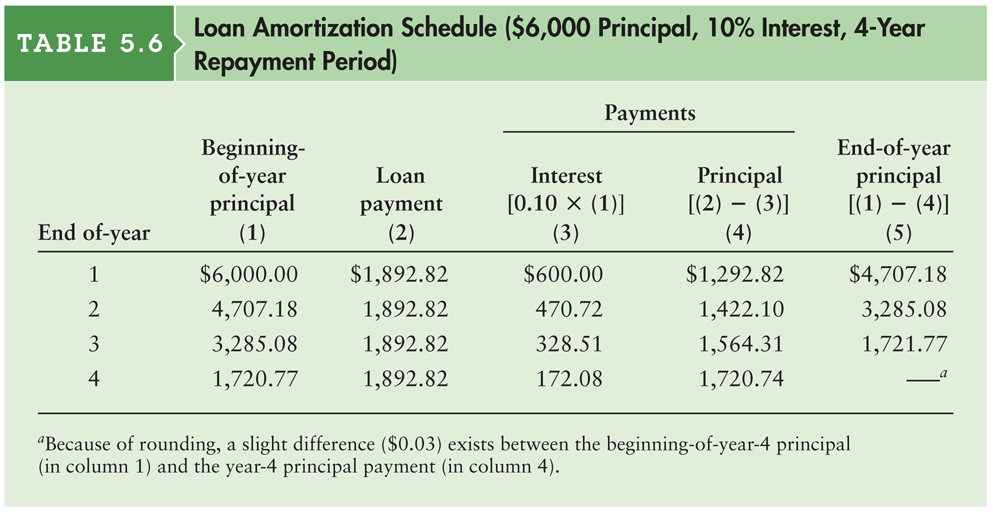 TABLE 5.6
Loan Amortization Schedule ($6,000 Principal, 10% Interest, 4-Year
Repayment Period)
Payments
Beginning-
of-year
principal
(1)
Loan
payment
(2)
Interest
[0.10 × (1)]
(3)
Principal
[(2) − (3)]
(4)
End-of-year
principal
[(1) − (4)]
(5)
End of-year
1 $6,000.00 $1,892.82 $600.00 $1,292.82 $4,707.18
2 4,707.18 1,892.82 470.72 1,422.10 3,285.08
3 3,285.08 1,892.82 328.51 1,564.31 1,721.77
4 1,720.77 1,892.82 172.08 1,720.74 —a
aBecause of rounding, a slight difference ($0.03) exists between the beginning-of-year-4 principal
(in column 1) and the year-4 principal payment (in column 4).